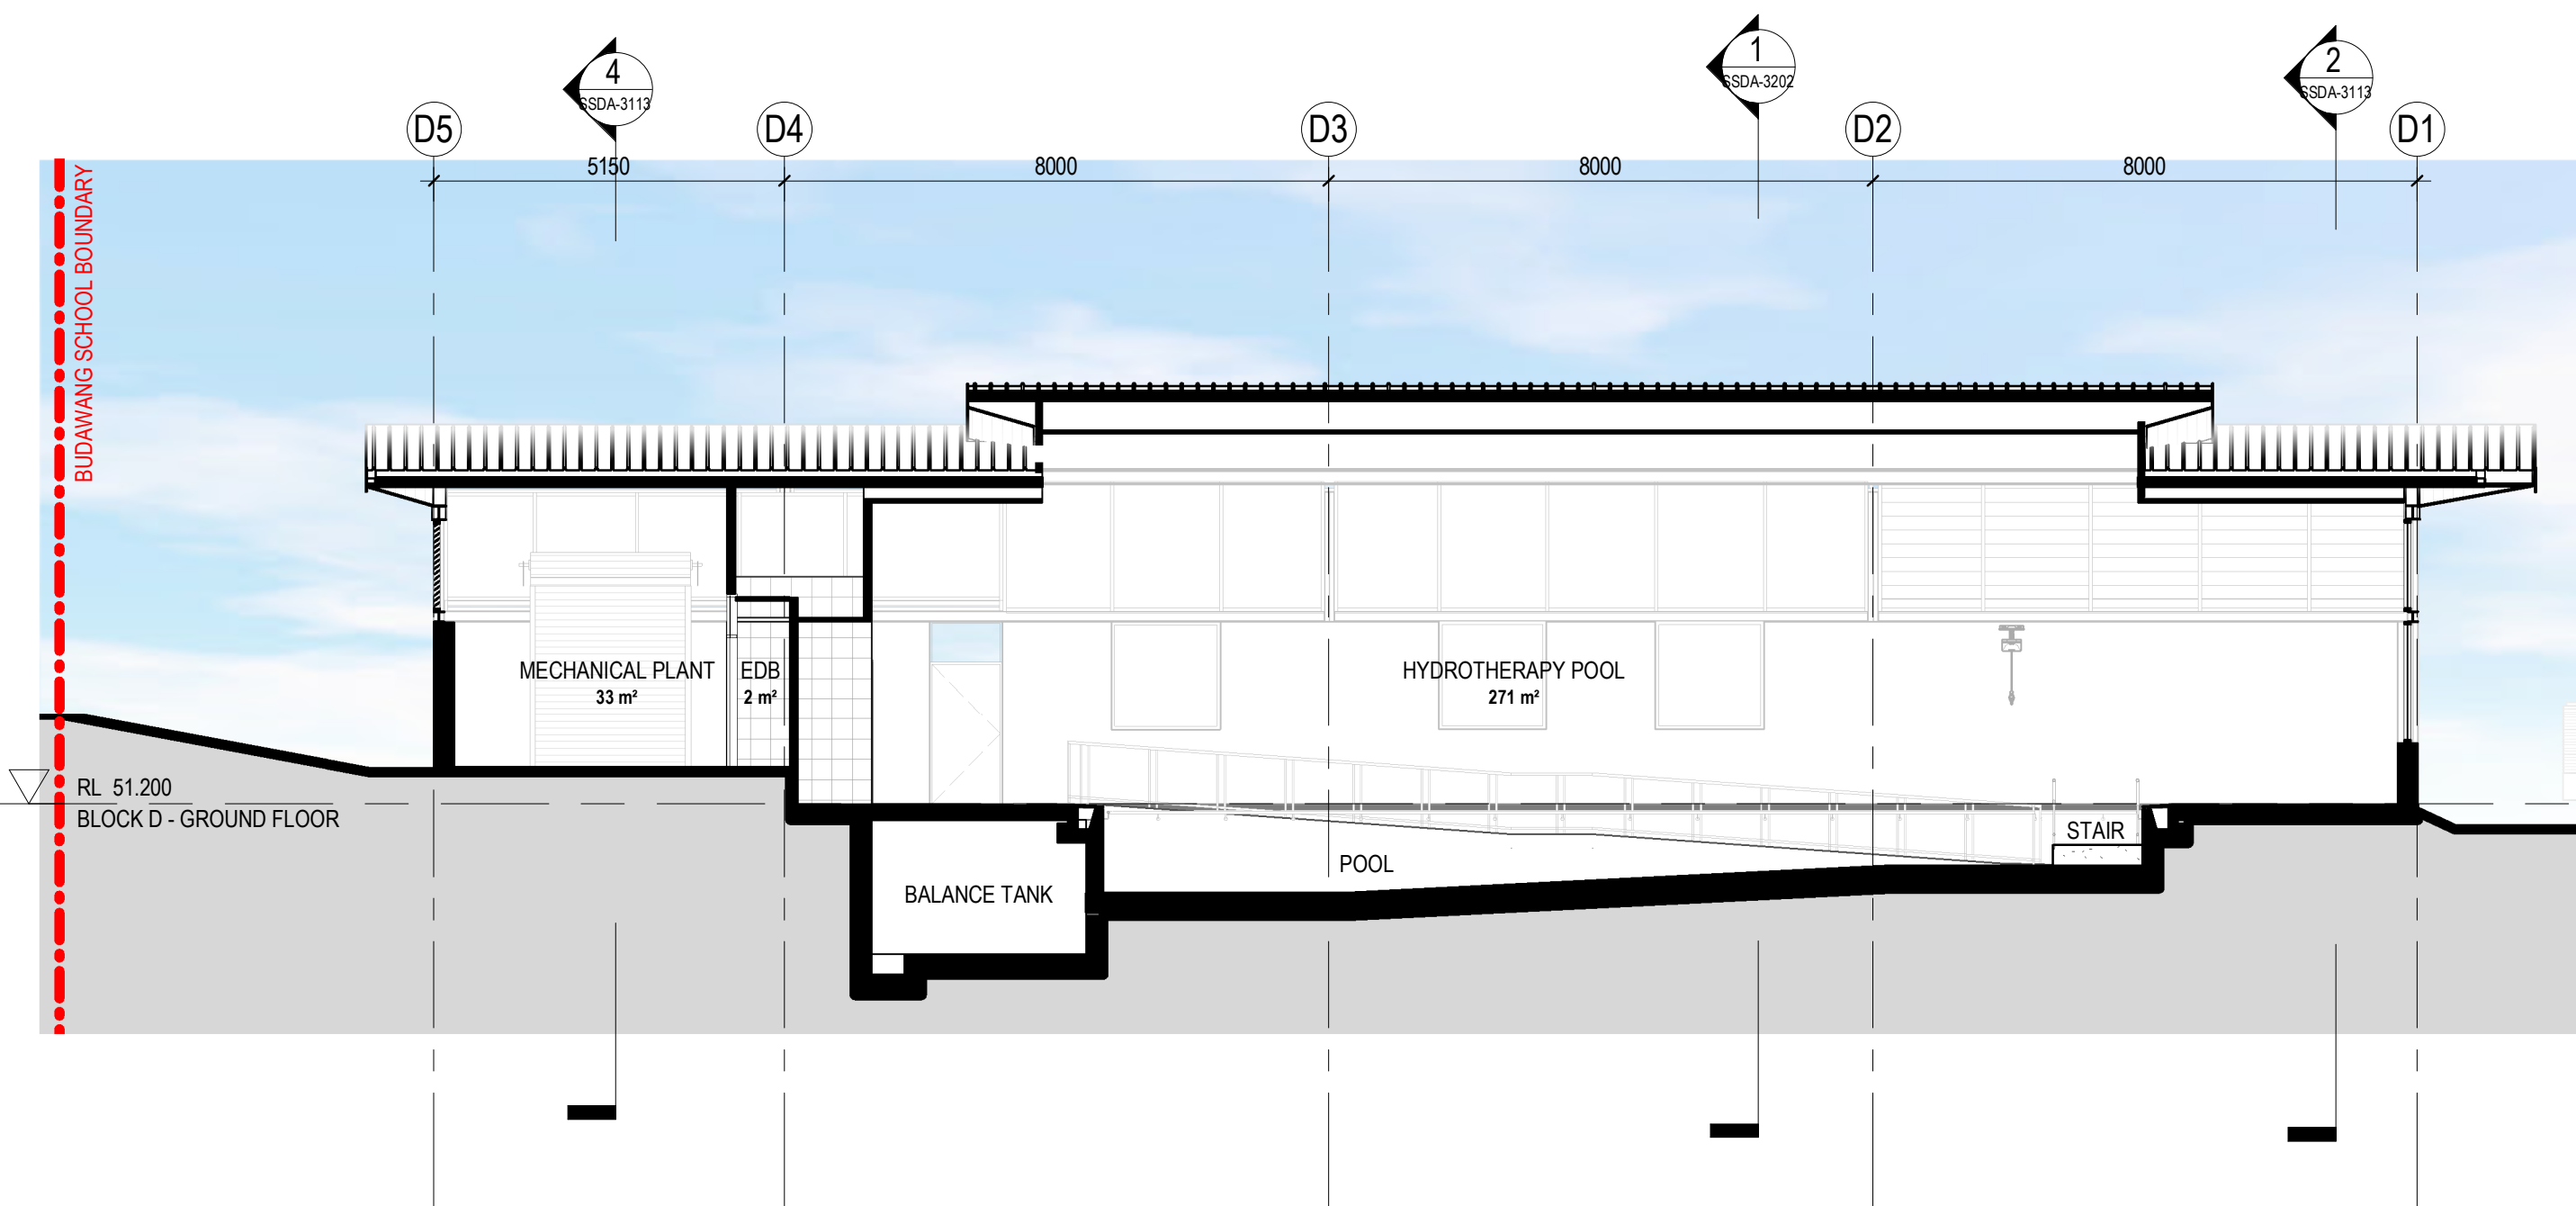 1
SSDA-3202
2
SSDA-3113
4
SSDA-3113
D5
D4
D3
D2
D1
5150
8000
8000
8000
BUDAWANG SCHOOL BOUNDARY
MECHANICAL PLANT
33 m²
EDB
2 m²
HYDROTHERAPY POOL
271 m²
RL 51.200
BLOCK D - GROUND FLOOR
STAIR
POOL
BALANCE TANK